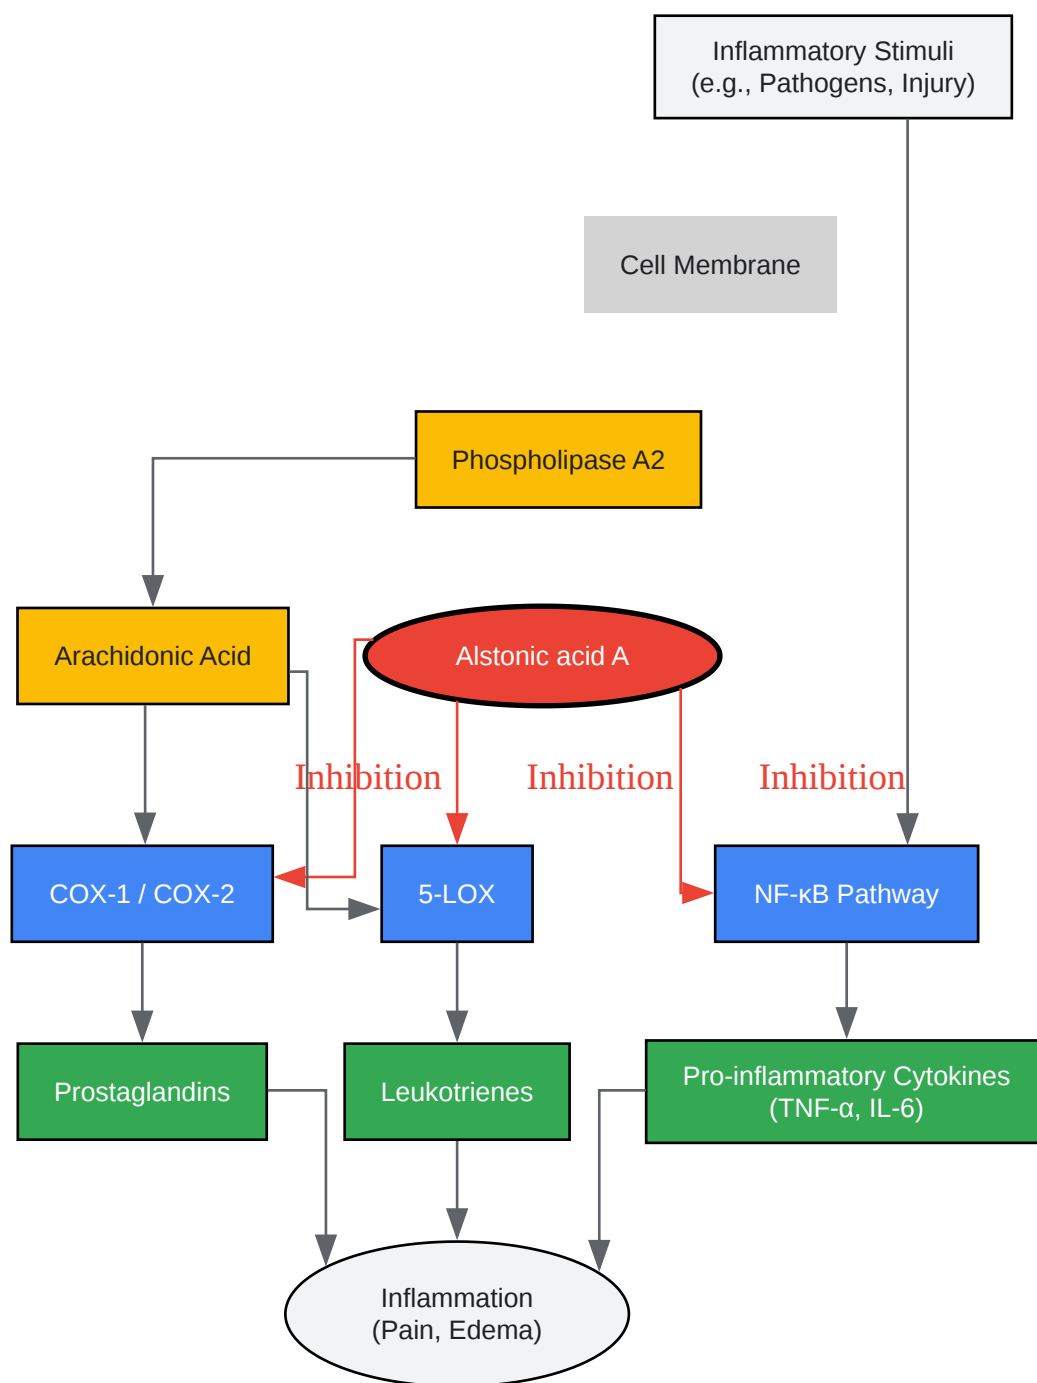 Inflammatory Stimuli
(e.g., Pathogens, Injury)
Cell Membrane
Phospholipase A2
Arachidonic Acid
Alstonic acid A
Inhibition
Inhibition
Inhibition
COX-1 / COX-2
5-LOX
NF-κB Pathway
Prostaglandins
Leukotrienes
Pro-inflammatory Cytokines
(TNF-α, IL-6)
Inflammation
(Pain, Edema)